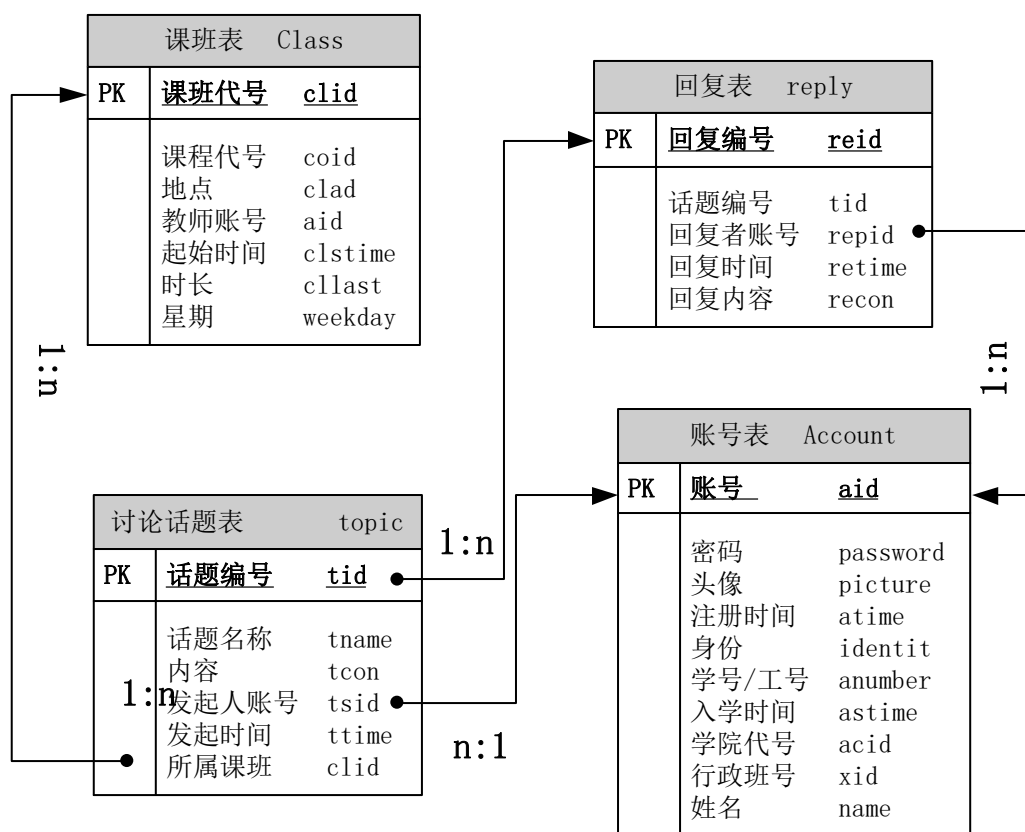 课班表 Class
PK 课班代号 clid
课程代号 coid
地点 clad
教师账号 aid
起始时间 clstime
时长 cllast
星期 weekday
回复表 reply
PK 回复编号 reid
话题编号 tid
回复者账号 repid
回复时间 retime
回复内容 recon
1:n
1:n
账号表 Account
PK 账号 aid
密码 password
头像 picture
注册时间 atime
身份 identit
学号/工号 anumber
入学时间 astime
学院代号 acid
行政班号 xid
姓名 name
讨论话题表 topic
PK 话题编号 tid
话题名称 tname
内容 tcon
发起人账号 tsid
发起时间 ttime
所属课班 clid
1:n
1:n
n:1